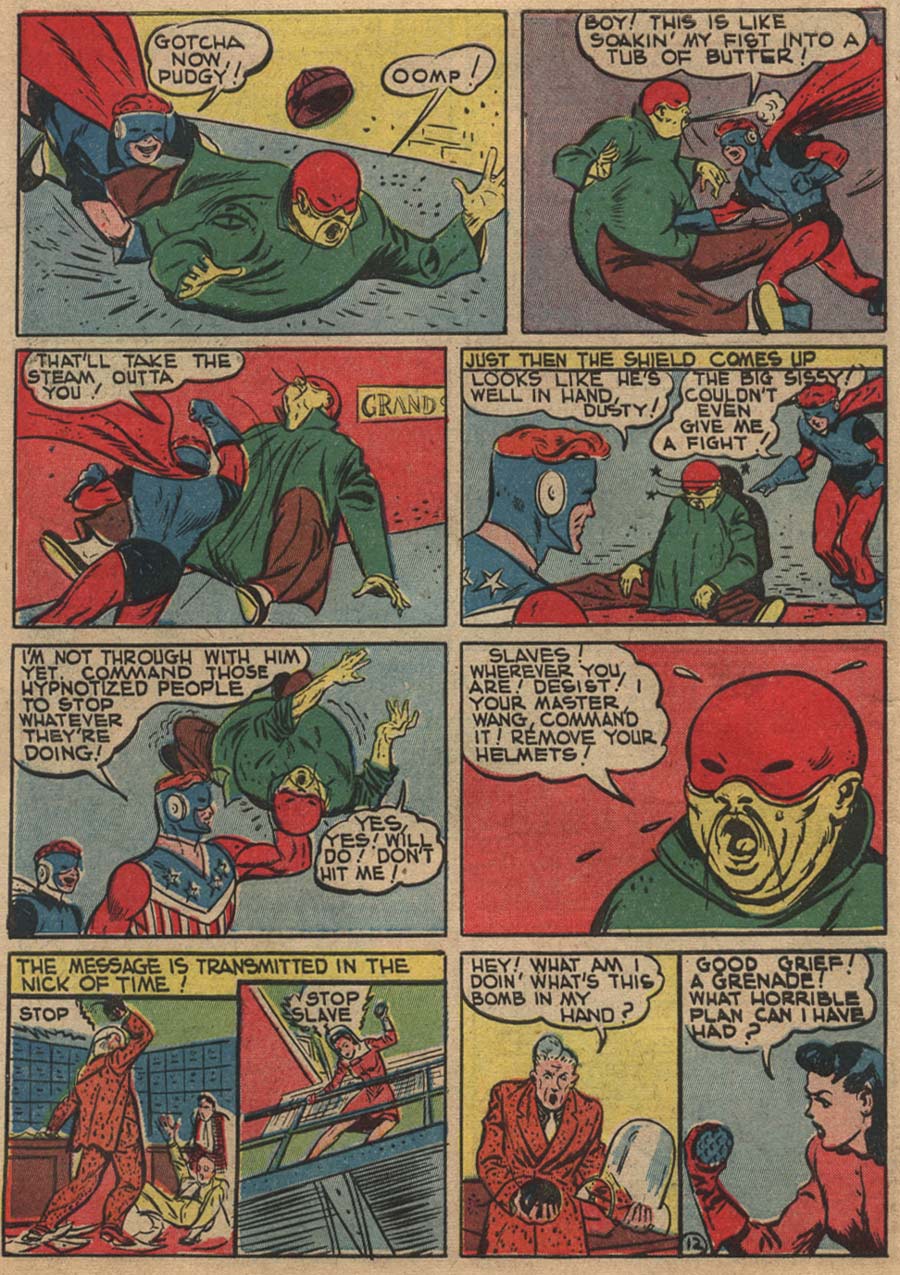 GOTCHA
NOW,
PUDGY!
OOMP!
BOY! THIS IS LIKE
SOAKIN' MY FIST INTO A
TUB OF BUTTER!
THAT'LL TAKE THE
STEAM OUTTA
YOU!
GRAND
JUST THEN THE SHIELD COMES UP
LOOKS LIKE HE'S
WELL IN HAND,
DUSTY!
THE BIG SISSY!
COULDN'T
EVEN
GIVE ME
A FIGHT!
I'M NOT THROUGH WITH HIM
YET. COMMAND THOSE
HYPNOTIZED PEOPLE
TO STOP
WHATEVER
THEY'RE
DOING!
YES,
YES! WILL
DO! DON'T
HIT ME!
SLAVES!
WHEREVER YOU
ARE! DESIST! I
YOUR MASTER,
WANG, COMMAND
IT! REMOVE YOUR
HELMETS!
THE MESSAGE IS TRANSMITTED IN THE
NICK OF TIME!
STOP
STOP
SLAVE
HEY! WHAT AM I
DOIN' WHAT'S THIS
BOMB IN MY
HAND?
GOOD GRIEF!
A GRENADE!
WHAT HORRIBLE
PLAN CAN I HAVE
HAD?
12